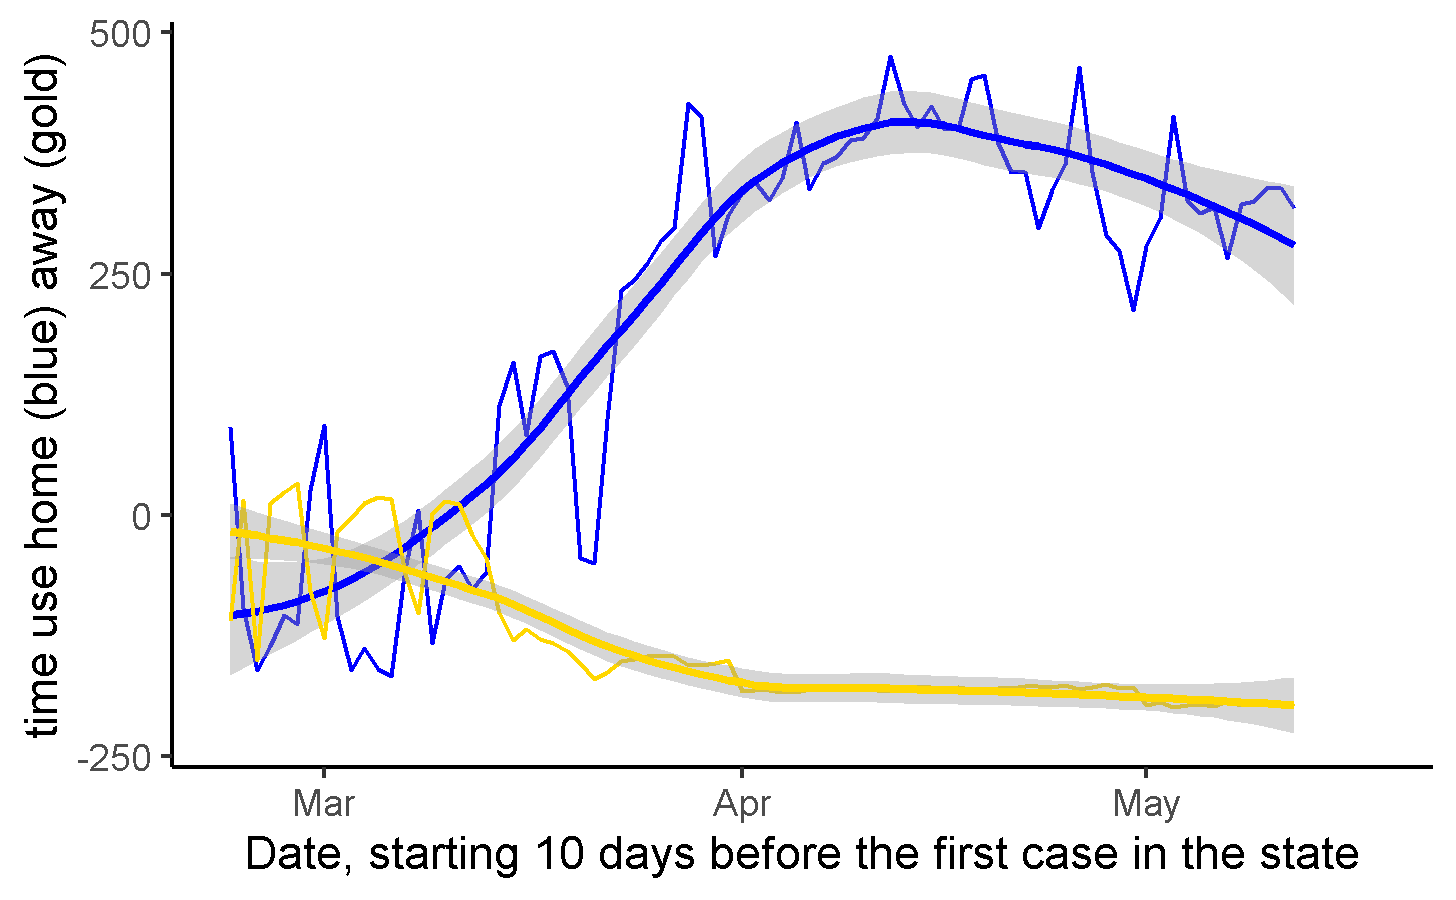 time use home (blue) away (gold)
500
250
0
-250
Mar
Apr
May
Date, starting 10 days before the first case in the state